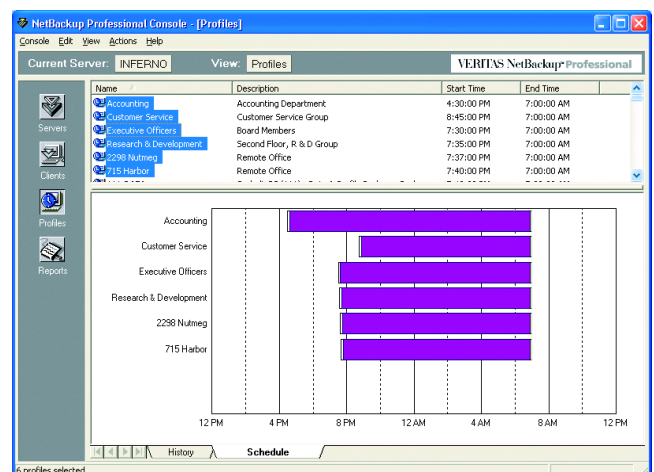 NetBackup Professional Console - [Profiles]
Console Edit View Actions Help
Current Server: INFERNO View: Profiles VERITAS NetBackup Professional
Servers
Clients
Profiles
Reports
Name Description Start Time End Time
Accounting Accounting Department 4:30:00 PM 7:00:00 AM
Customer Service Customer Service Group 8:45:00 PM 7:00:00 AM
Executive Officers Board Members 7:30:00 PM 7:00:00 AM
Research & Development Second Floor, R & D Group 7:35:00 PM 7:00:00 AM
2298 Nutmeg Remote Office 7:37:00 PM 7:00:00 AM
715 Harbor Remote Office 7:40:00 PM 7:00:00 AM
Accounting
Customer Service
Executive Officers
Research & Development
2298 Nutmeg
715 Harbor
12 PM 4 PM 8 PM 12 AM 4 AM 8 AM 12 PM
History Schedule
6 profiles selected